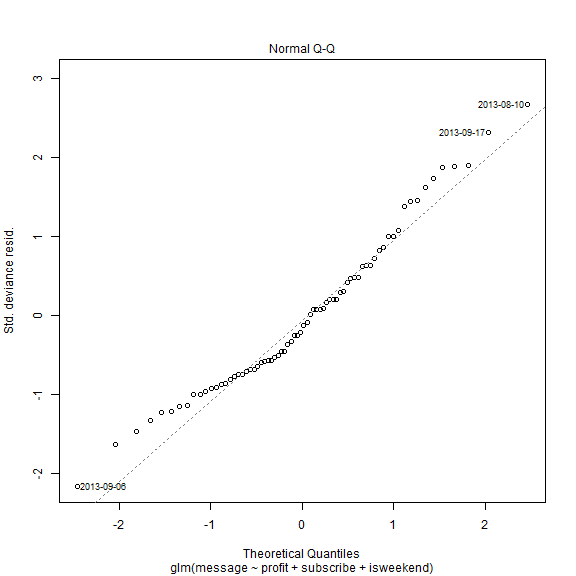 Normal Q-Q
3
2
1
0
-1
-2
Std. deviance resid.
2013-08-10
2013-09-17
2013-09-06
-2 -1 0 1 2
Theoretical Quantiles
glm(message ~ profit + subscribe + isweekend)